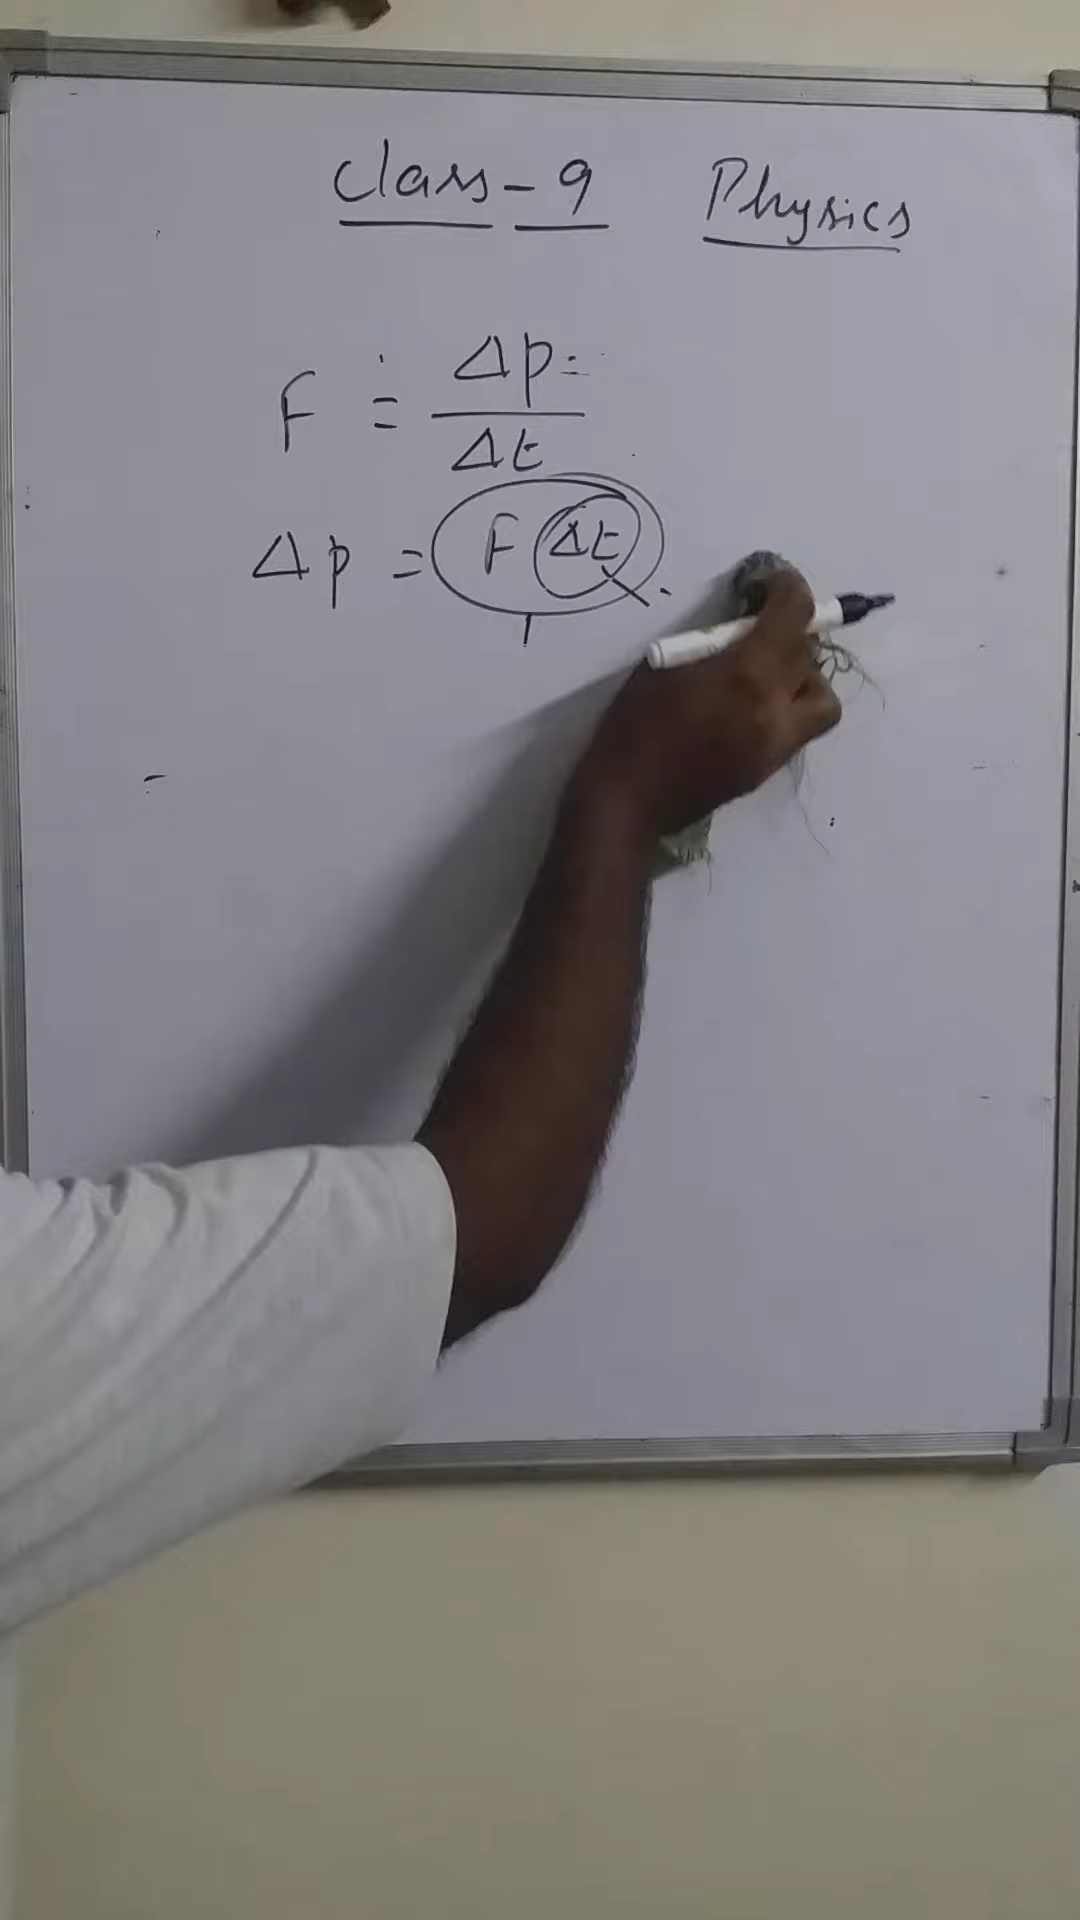 Class - 9 Physics
F = Δp
Δt
Δp = F Δt